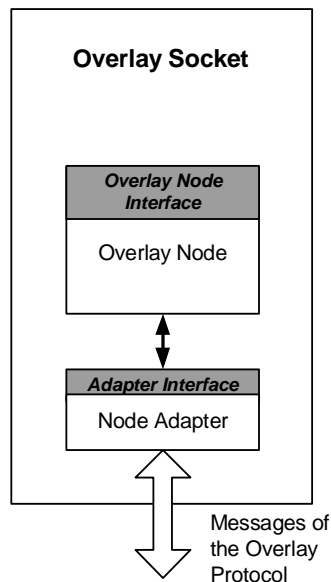 Overlay Socket
Overlay Node
Interface
Overlay Node
Adapter Interface
Node Adapter
Messages of
the Overlay
Protocol